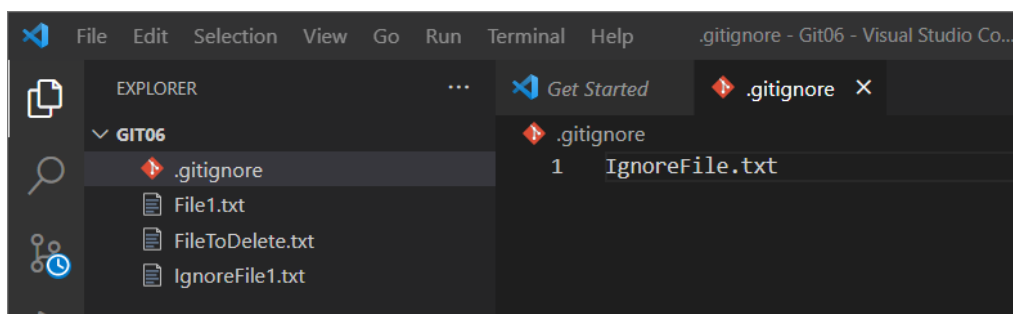 File Edit Selection View Go Run Terminal Help .gitignore - Git06 - Visual Studio Co...
EXPLORER ... Get Started .gitignore
GIT06
.gitignore
File1.txt
FileToDelete.txt
IgnoreFile1.txt
.gitignore
1 IgnoreFile.txt